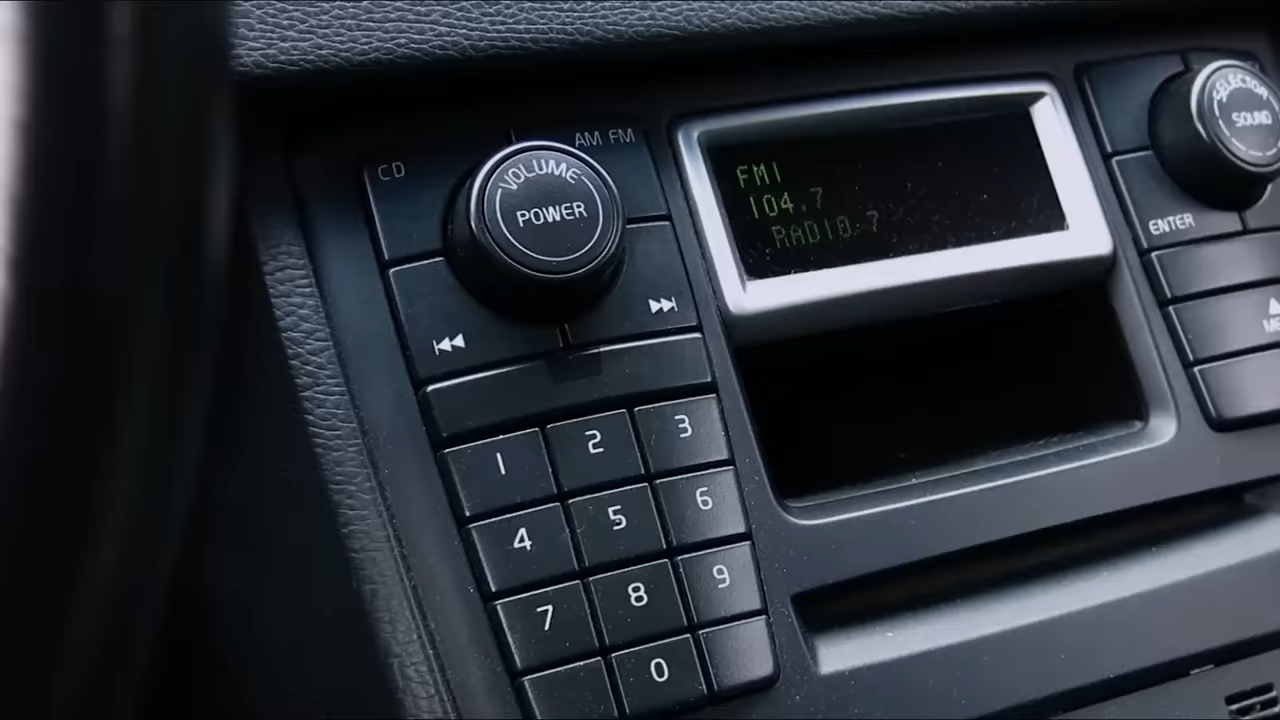 CD
AM FM
VOLUME
POWER
FM1
104.7
RADIO 7
SELECTOR
SOUND
ENTER
1
2
3
4
5
6
7
8
9
0